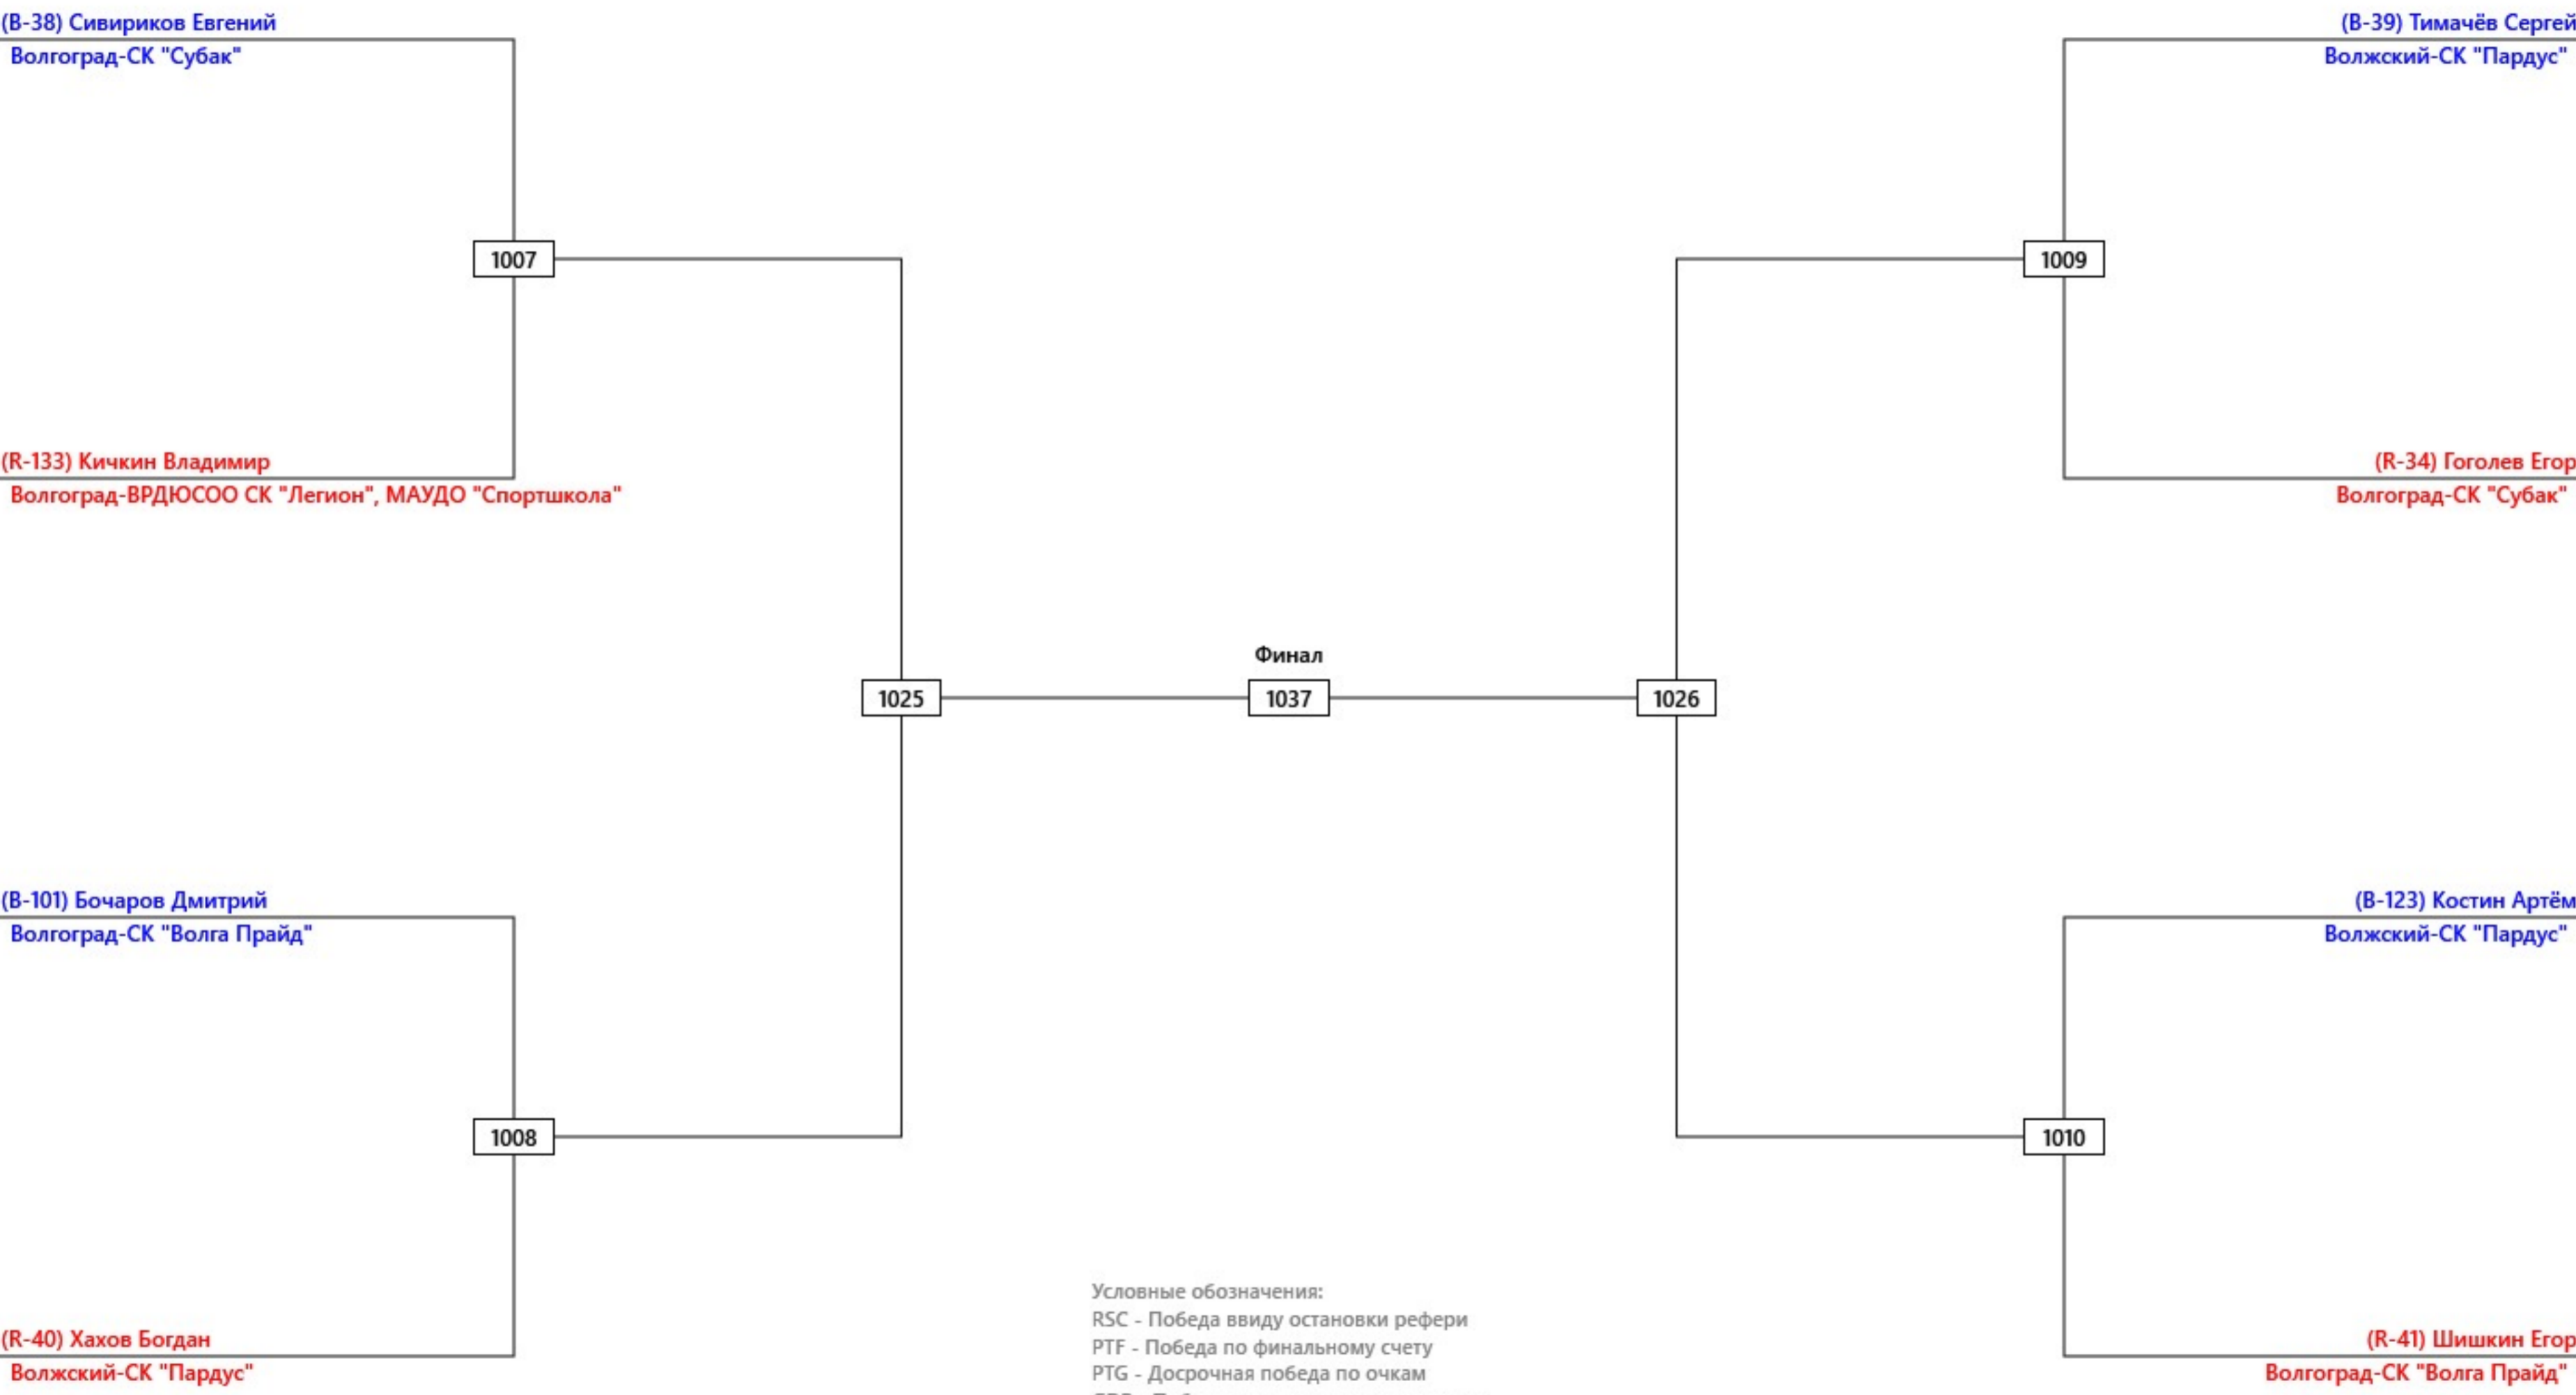 (B-38) Сивириков Евгений
Волгоград-СК "Субак"
(B-39) Тимачёв Сергей
Волжский-СК "Пардус"
1007
1009
(R-133) Кичкин Владимир
Волгоград-ВРДЮСОО СК "Легион", МАУДО "Спортшкола"
(R-34) Гоголев Егор
Волгоград-СК "Субак"
Финал
1025
1037
1026
(B-101) Бочаров Дмитрий
Волгоград-СК "Волга Прайд"
(B-123) Костин Артём
Волжский-СК "Пардус"
1008
1010
Условные обозначения:
RSC - Победа ввиду остановки рефери
PTF - Победа по финальному счету
PTG - Досрочная победа по очкам
(R-40) Хахов Богдан
Волжский-СК "Пардус"
(R-41) Шишкин Егор
Волгоград-СК "Волга Прайд"